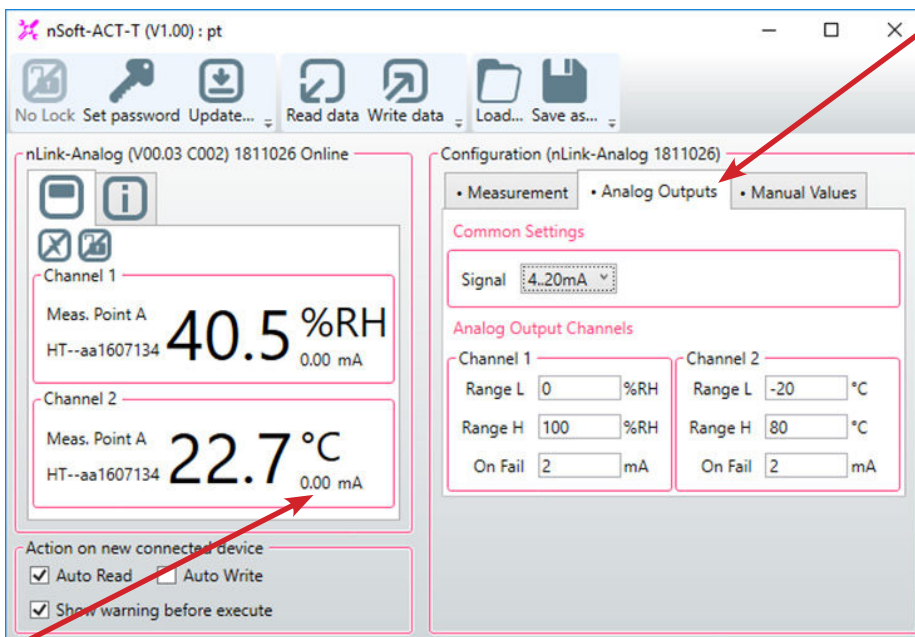 nSoft-ACT-T (V1.00) : pt
No Lock Set password Update... Read data Write data Load... Save as...
nLink-Analog (V00.03 C002) 1811026 Online
Channel 1
Meas. Point A
HT--aa1607134
40.5 %RH
0.00 mA
Channel 2
Meas. Point A
HT--aa1607134
22.7 °C
0.00 mA
Action on new connected device
Auto Read Auto Write
Show warning before execute
Configuration (nLink-Analog 1811026)
• Measurement • Analog Outputs • Manual Values
Common Settings
Signal 4..20mA
Analog Output Channels
Channel 1
Range L 0 %RH
Range H 100 %RH
On Fail 2 mA
Channel 2
Range L -20 °C
Range H 80 °C
On Fail 2 mA